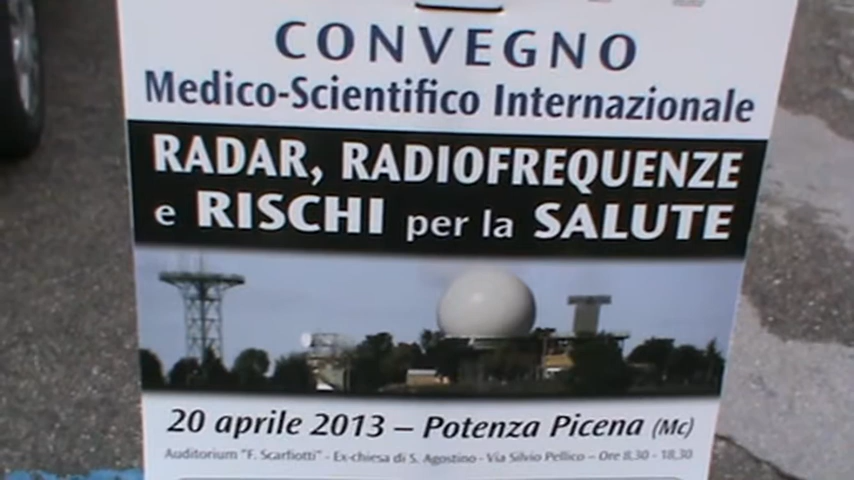 CONVEGNO
Medico-Scientifico Internazionale
RADAR, RADIOFREQUENZE
e RISCHI per la SALUTE
20 aprile 2013 – Potenza Picena (Mc)
Auditorium "F. Scarfiotti" - Ex-chiesa di S. Agostino - Via Silvio Pellico – Ore 8,30 - 18,30